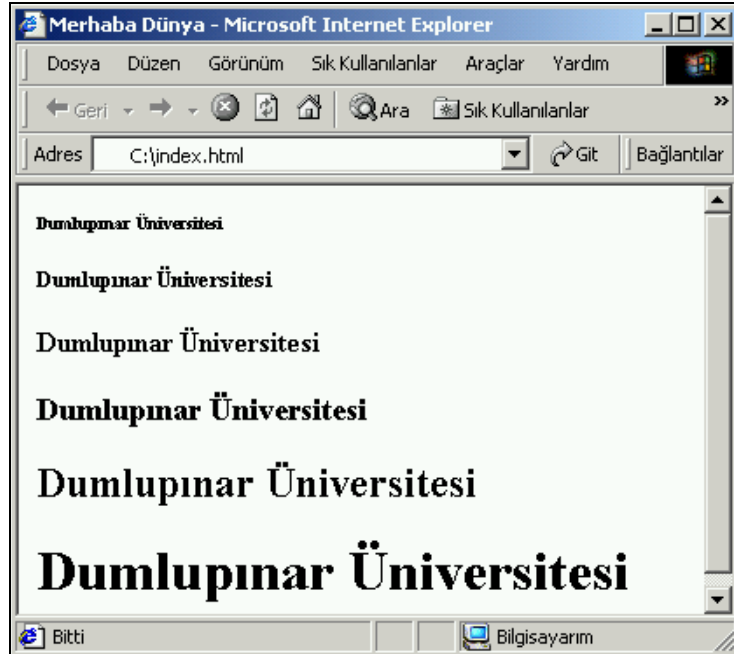 Merhaba Dünya - Microsoft Internet Explorer
Dosya Düzen Görünüm Sık Kullanılanlar Araçlar Yardım
Geri Ara Sık Kullanılanlar »
Adres C:\index.html Git Bağlantılar
Dumlupınar Üniversitesi
Dumlupınar Üniversitesi
Dumlupınar Üniversitesi
Dumlupınar Üniversitesi
Dumlupınar Üniversitesi
Dumlupınar Üniversitesi
Bitti Bilgisayarım